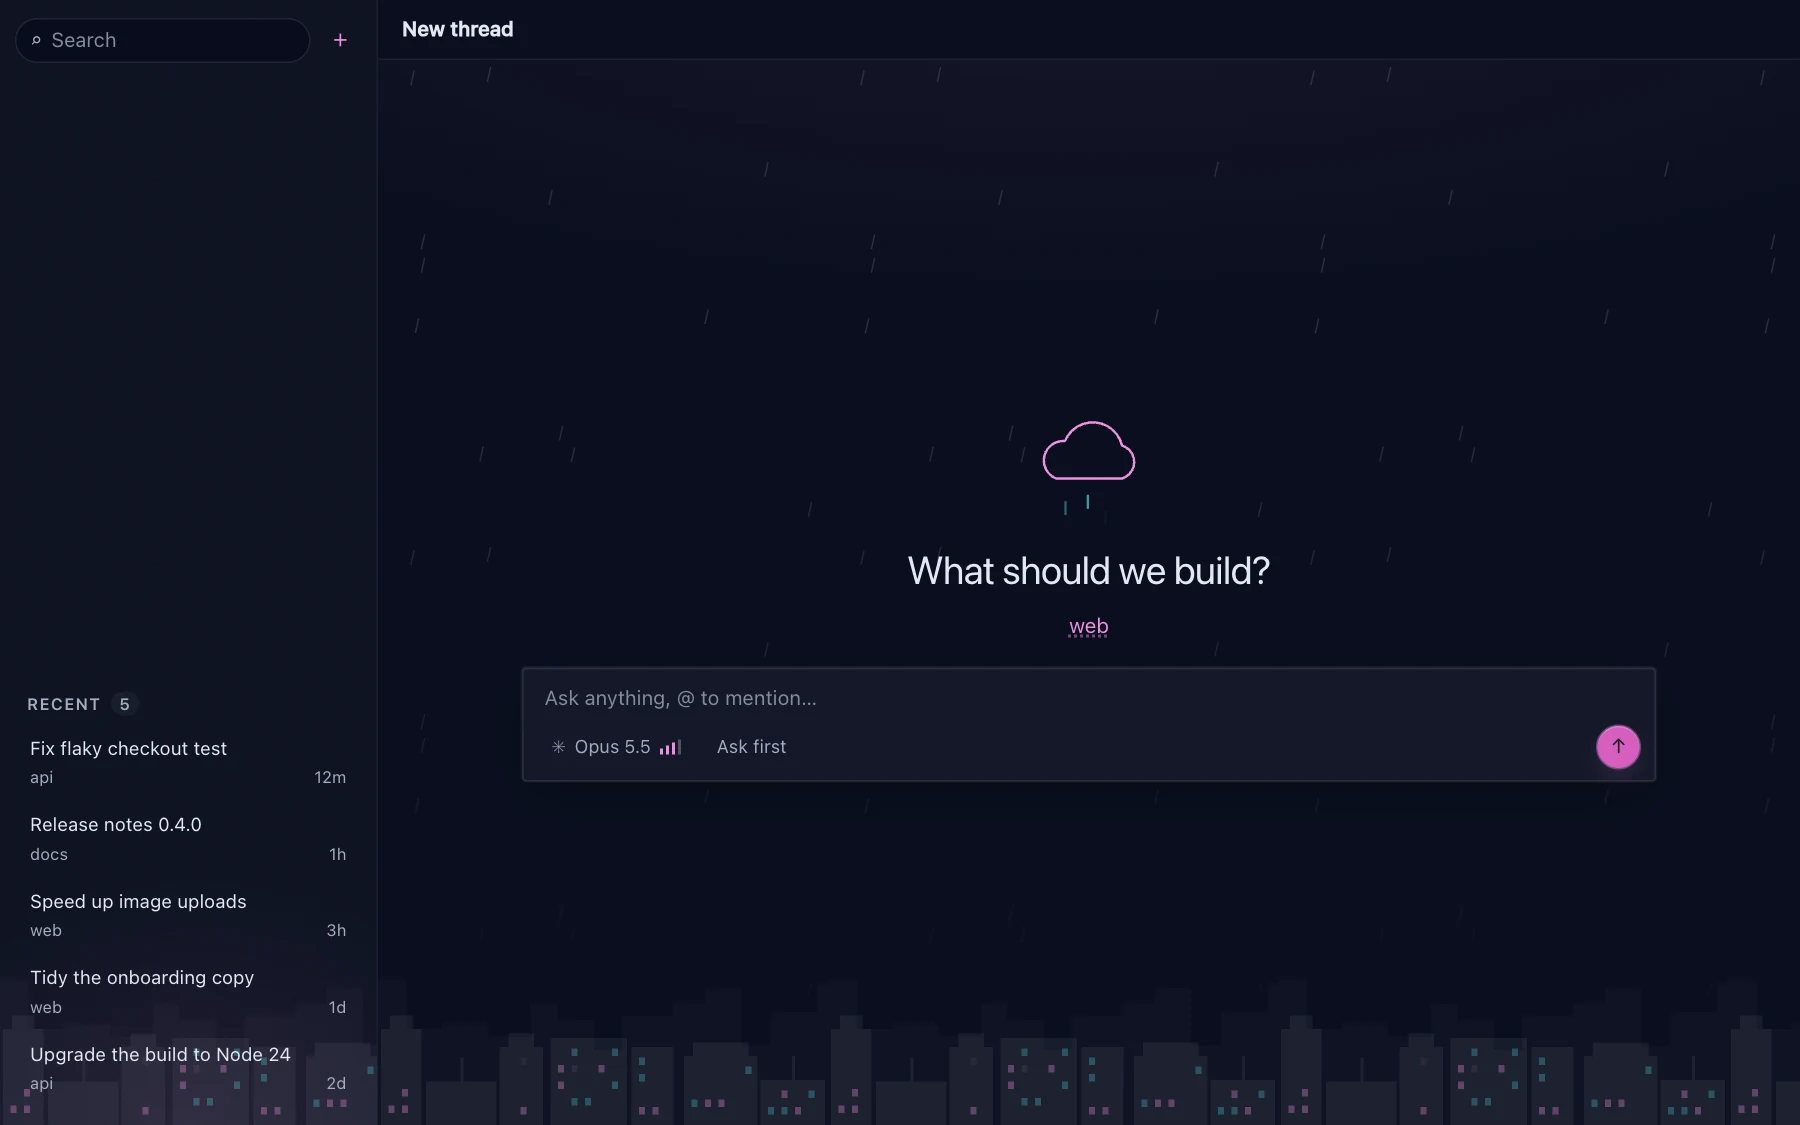 Search
+
New thread
What should we build?
web
Ask anything, @ to mention...
Opus 5.5
Ask first
RECENT 5
Fix flaky checkout test
api 12m
Release notes 0.4.0
docs 1h
Speed up image uploads
web 3h
Tidy the onboarding copy
web 1d
Upgrade the build to Node 24
api 2d